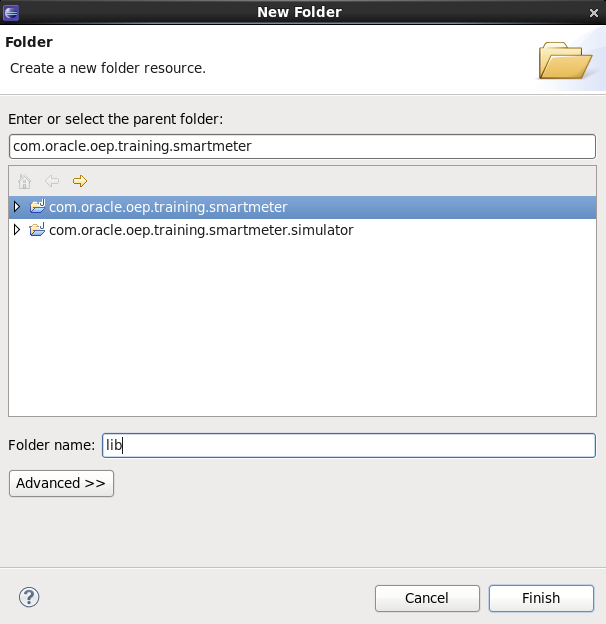 New Folder
Folder
Create a new folder resource.
Enter or select the parent folder:
com.oracle.oep.training.smartmeter
com.oracle.oep.training.smartmeter
com.oracle.oep.training.smartmeter.simulator
Folder name: lib
Advanced >>
? Cancel Finish